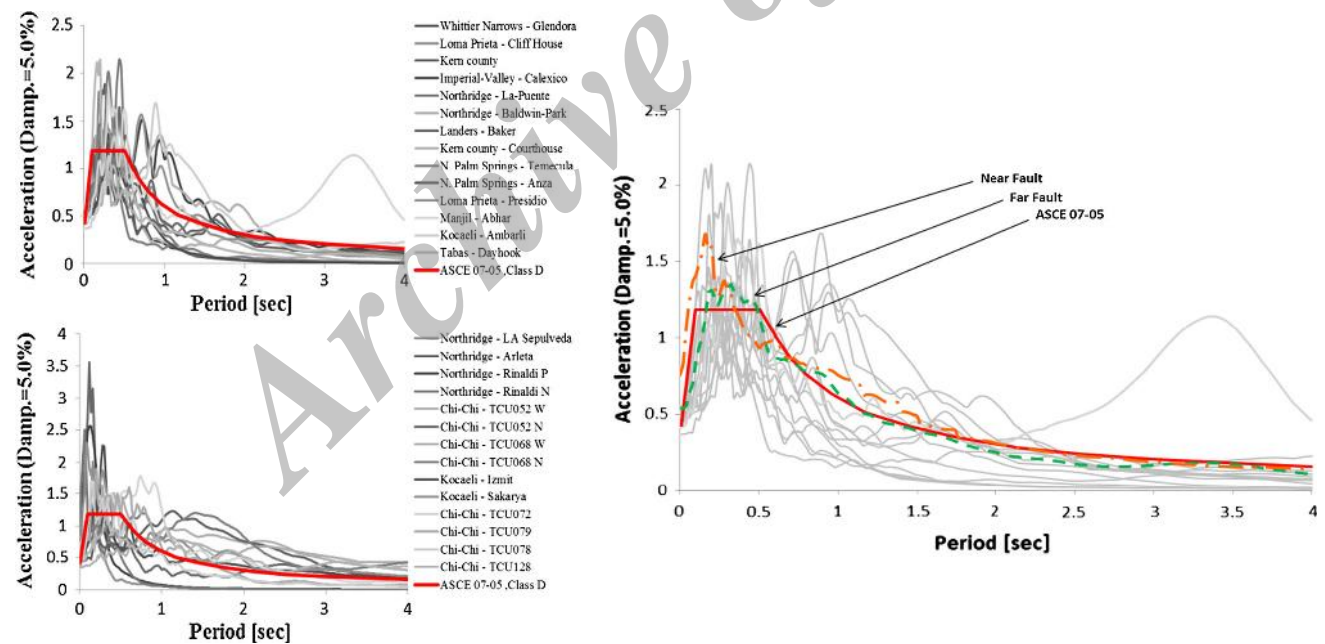 Acceleration (Damp.=5.0%)
2.5
2
1.5
1
0.5
0
0
1
2
3
4
Period [sec]
Whittier Narrows - Glendora
Loma Prieta - Cliff House
Kern county
Imperial-Valley - Calexico
Northridge - La-Puente
Northridge - Baldwin-Park
Landers - Baker
Kern county - Courthouse
N. Palm Springs - Temecula
N. Palm Springs - Anza
Loma Prieta - Presidio
Manjil - Abhar
Kocaeli - Ambarli
Tabas - Dayhook
ASCE 07-05 ,Class D
Acceleration (Damp.=5.0%)
4
3.5
3
2.5
2
1.5
1
0.5
0
0
1
2
3
4
Period [sec]
Northridge - LA Sepulveda
Northridge - Arleta
Northridge - Rinaldi P
Northridge - Rinaldi N
Chi-Chi - TCU052 W
Chi-Chi - TCU052 N
Chi-Chi - TCU068 W
Chi-Chi - TCU068 N
Kocaeli - Izmit
Kocaeli - Sakarya
Chi-Chi - TCU072
Chi-Chi - TCU079
Chi-Chi - TCU078
Chi-Chi - TCU128
ASCE 07-05 ,Class D
Acceleration (Damp.=5.0%)
2.5
2
1.5
1
0.5
0
0
0.5
1
1.5
2
2.5
3
3.5
4
Period [sec]
Near Fault
Far Fault
ASCE 07-05
Archive